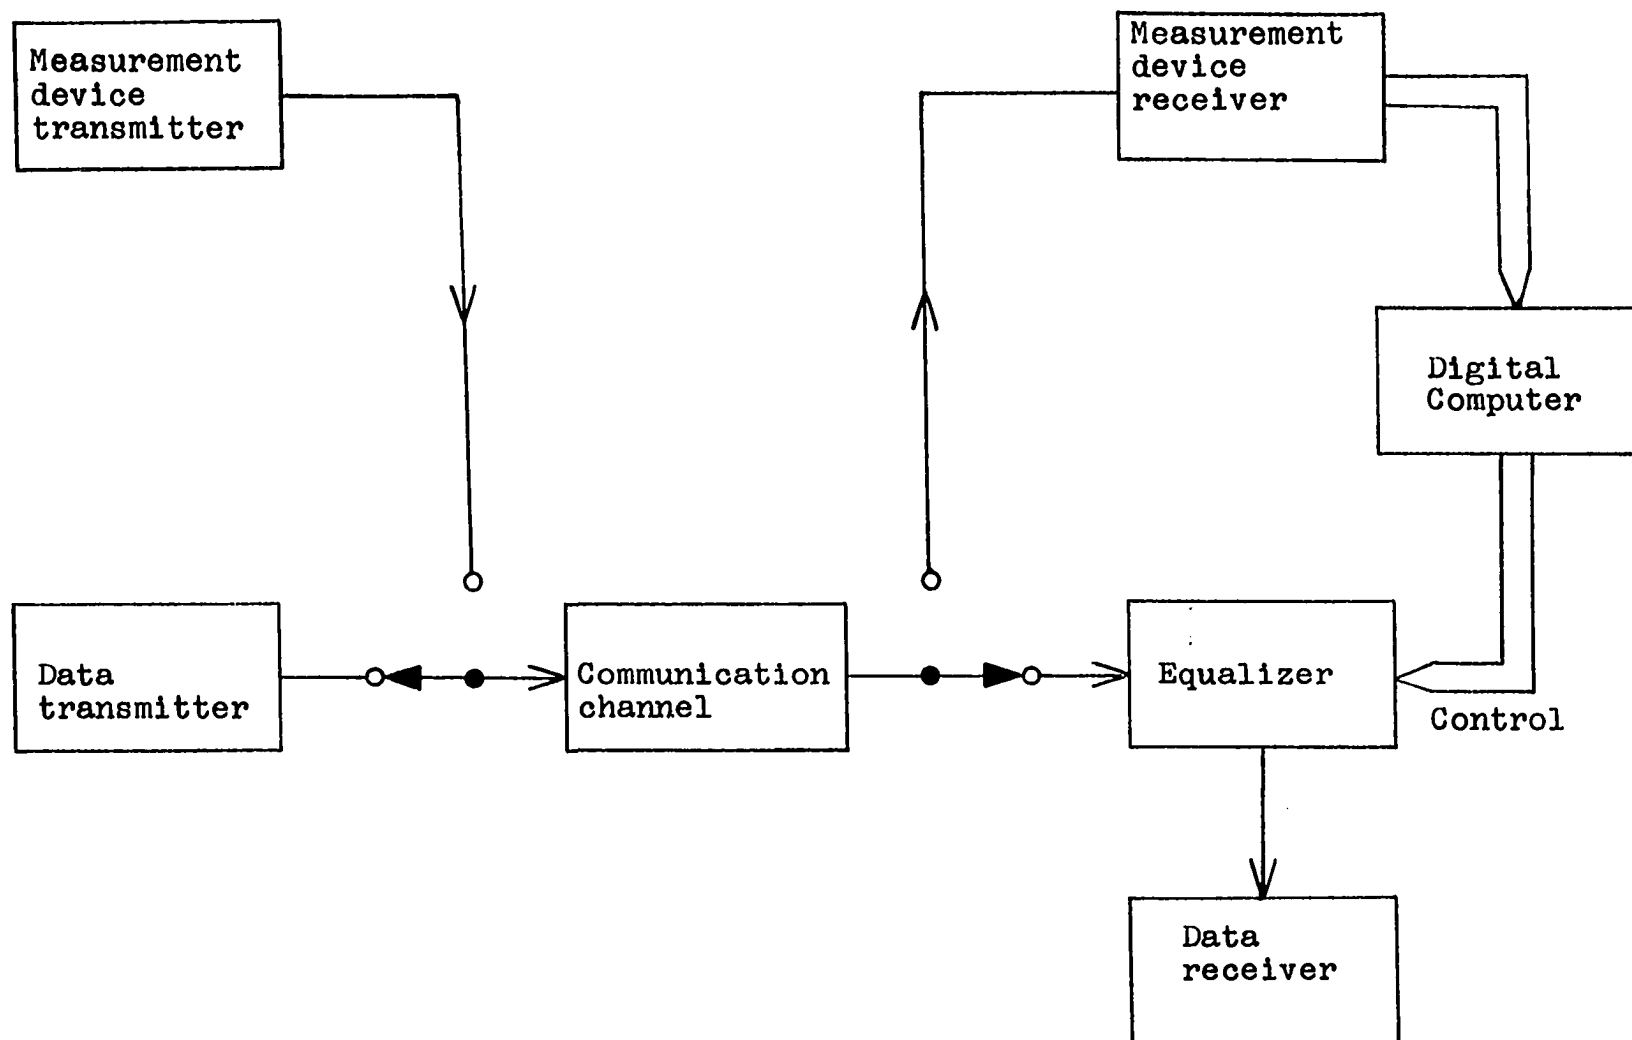 Measurement
device
transmitter
Measurement
device
receiver
Digital
Computer
Data
transmitter
Communication
channel
Equalizer
Control
Data
receiver